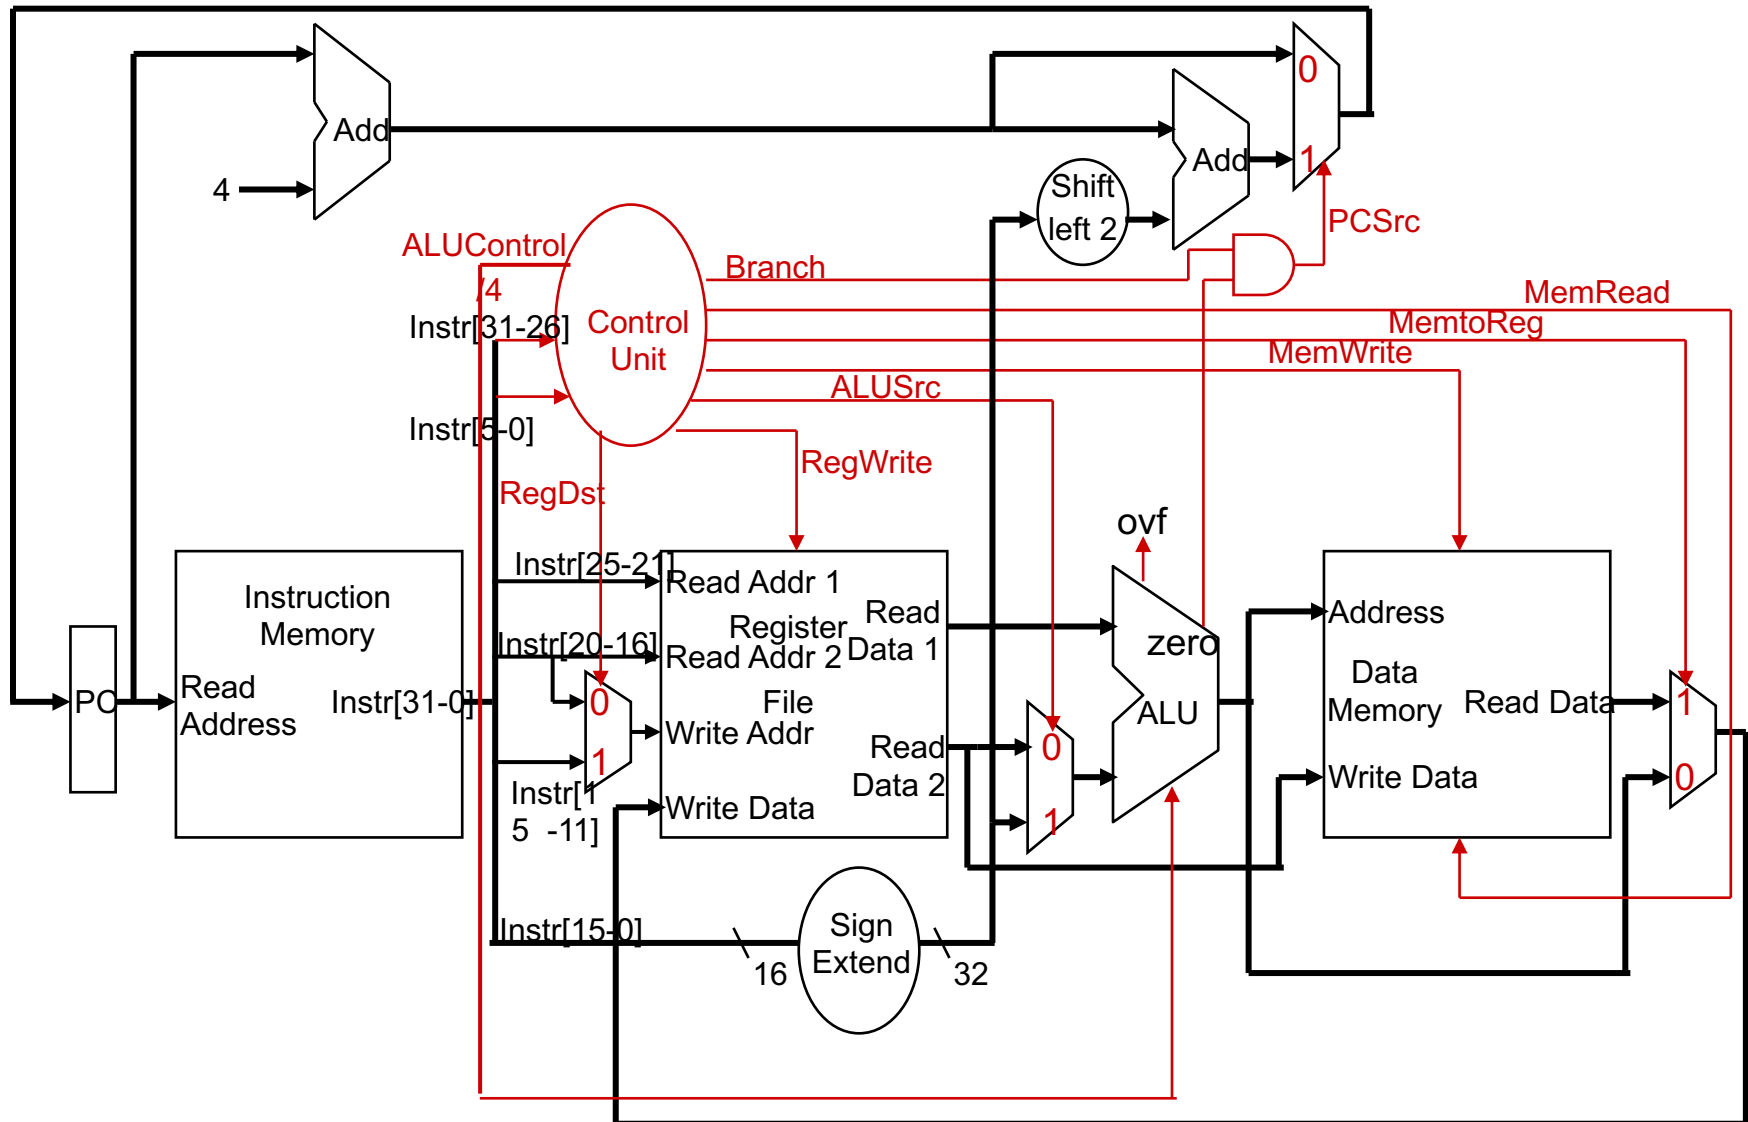 0
Add
Add
1
4
Shift
left 2
PCSrc
ALUControl
/4
Branch
MemRead
Instr[31-26]
Control
Unit
MemtoReg
MemWrite
ALUSrc
Instr[5-0]
RegWrite
RegDst
ovf
Instr[25-21]
Read Addr 1
Instruction
Memory
Register
Read
Data 1
Address
Instr[20-16]
Read Addr 2
zero
PC
Read
Address
Instr[31-0]
0
File
Write Addr
ALU
Data
Memory
Read Data
1
1
Read
Data 2
0
Write Data
0
Instr[1
5 -11]
Write Data
1
Instr[15-0]
Sign
Extend
16
32